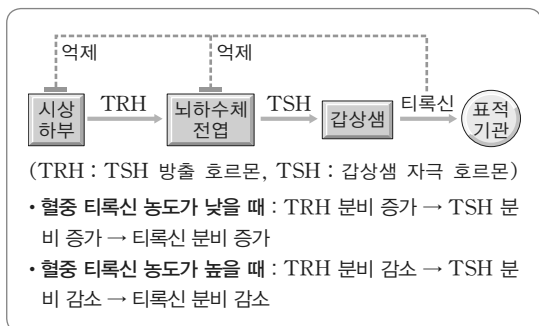 억제 억제
시상 하부 TRH 뇌하수체 전엽 TSH 갑상샘 티록신 표적 기관
(TRH : TSH 방출 호르몬, TSH : 갑상샘 자극 호르몬)
• 혈중 티록신 농도가 낮을 때 : TRH 분비 증가 → TSH 분
비 증가 → 티록신 분비 증가
• 혈중 티록신 농도가 높을 때 : TRH 분비 감소 → TSH 분
비 감소 → 티록신 분비 감소